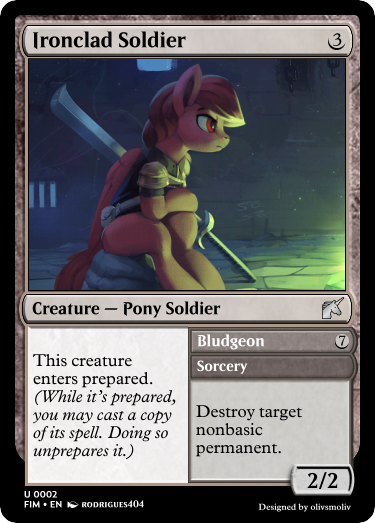 Ironclad Soldier 3
Creature — Pony Soldier
This creature
enters prepared.
(While it's prepared,
you may cast a copy
of its spell. Doing so
unprepares it.)
Bludgeon 7
Sorcery
Destroy target
nonbasic
permanent.
2/2
U 0002
FIM • EN RODRIGUES404
Designed by olivsmoliv